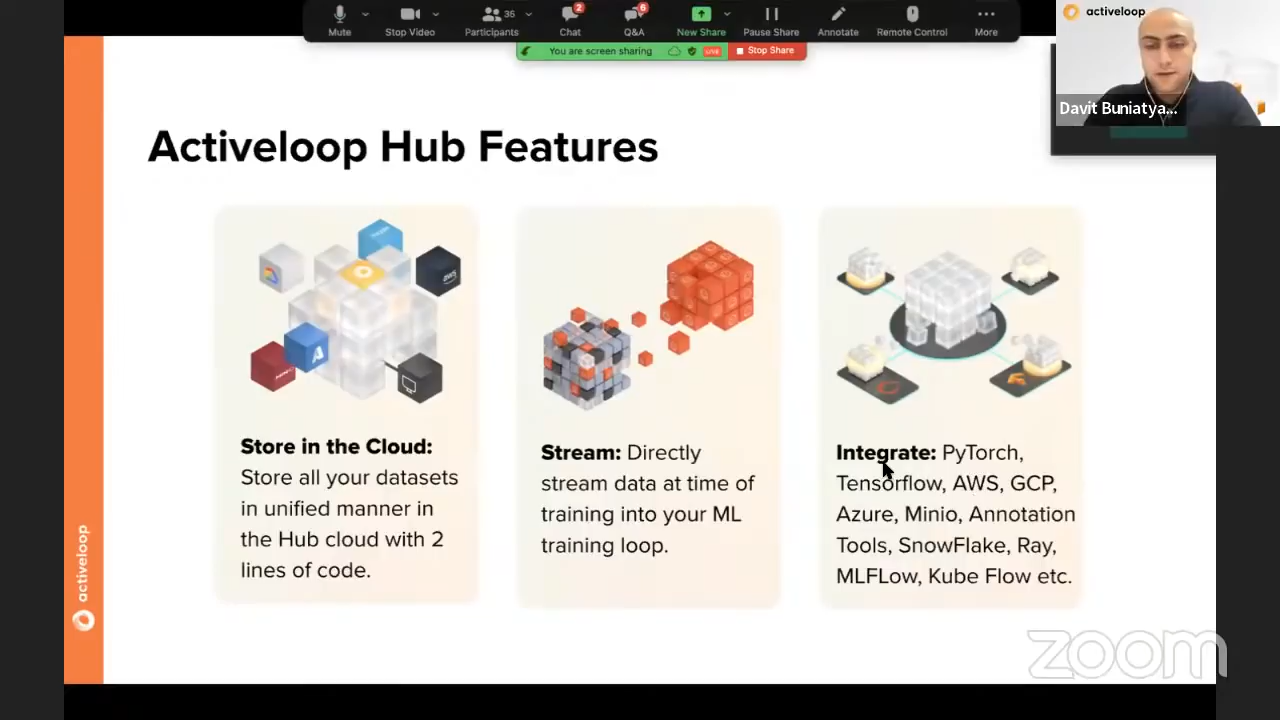 35
2
6
Mute
Stop Video
Participants
Chat
Q&A
New Share
Pause Share
Annotate
Remote Control
More
You are screen sharing
LIVE
Stop Share
activeloop
Davit Buniatya...
Activeloop Hub Features
aws
Store in the Cloud:
Store all your datasets
in unified manner in
the Hub cloud with 2
lines of code.
Stream: Directly
stream data at time of
training into your ML
training loop.
Integrate: PyTorch,
Tensorflow, AWS, GCP,
Azure, Minio, Annotation
Tools, SnowFlake, Ray,
MLFLow, Kube Flow etc.
activeloop
zoom